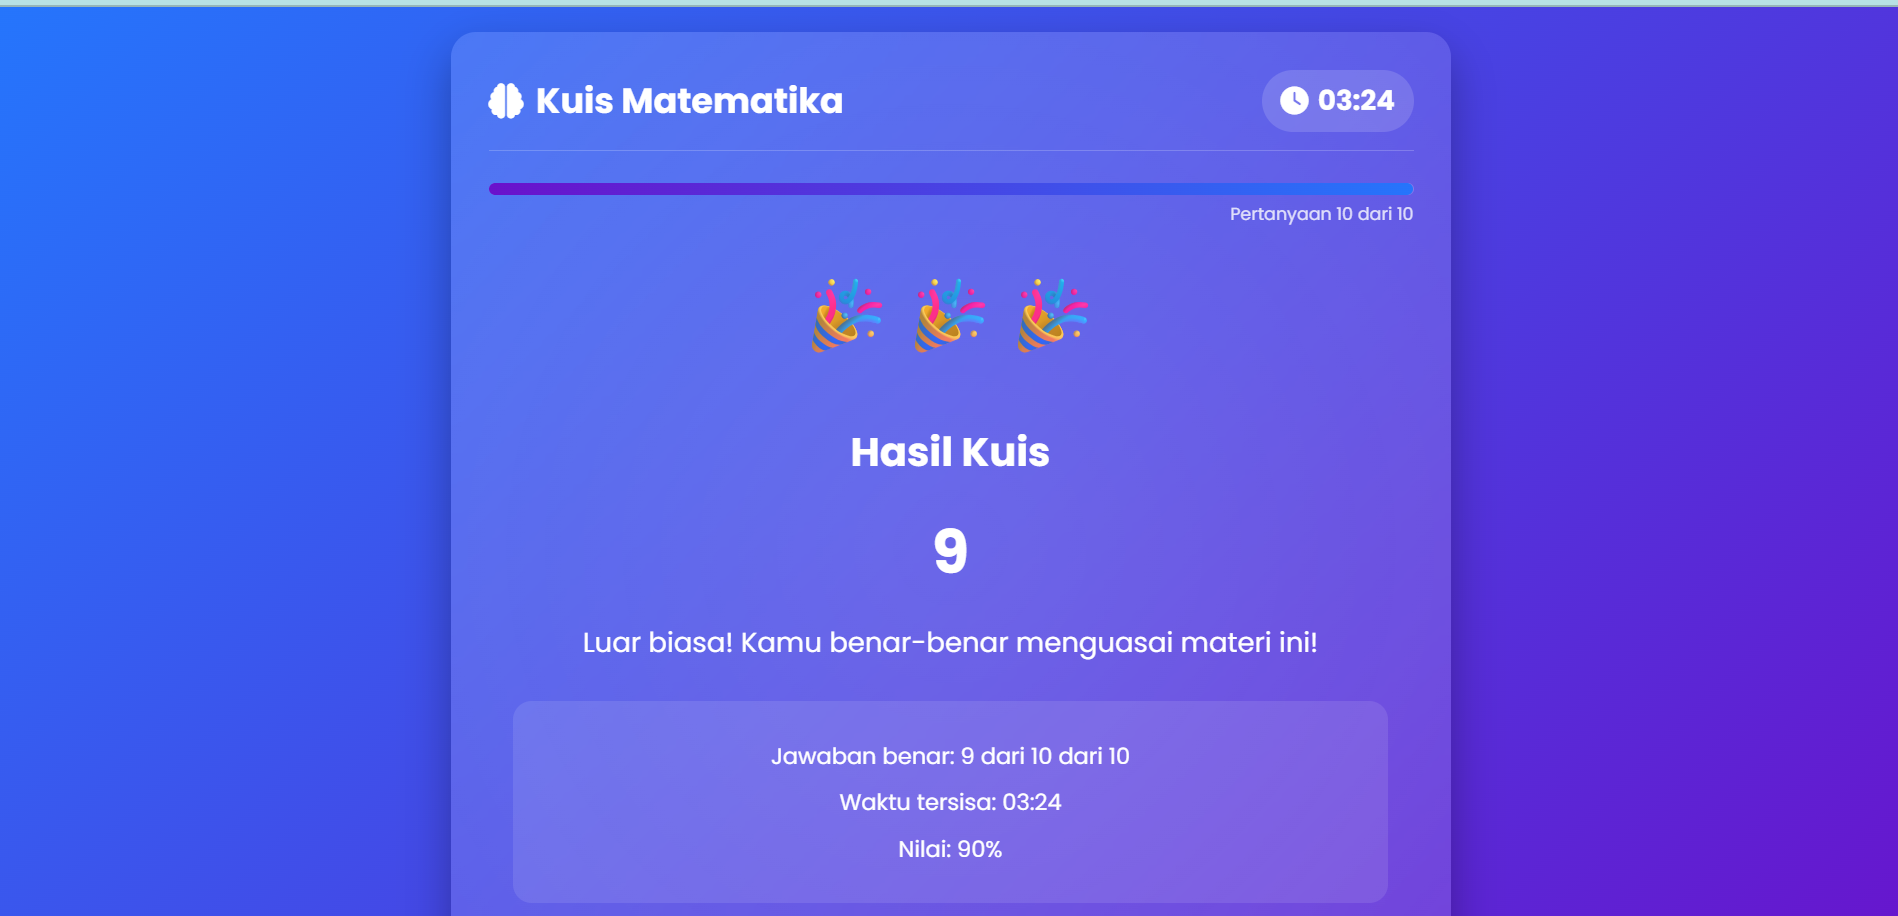 Kuis Matematika
03:24
Pertanyaan 10 dari 10
Hasil Kuis
9
Luar biasa! Kamu benar-benar menguasai materi ini!
Jawaban benar: 9 dari 10 dari 10
Waktu tersisa: 03:24
Nilai: 90%